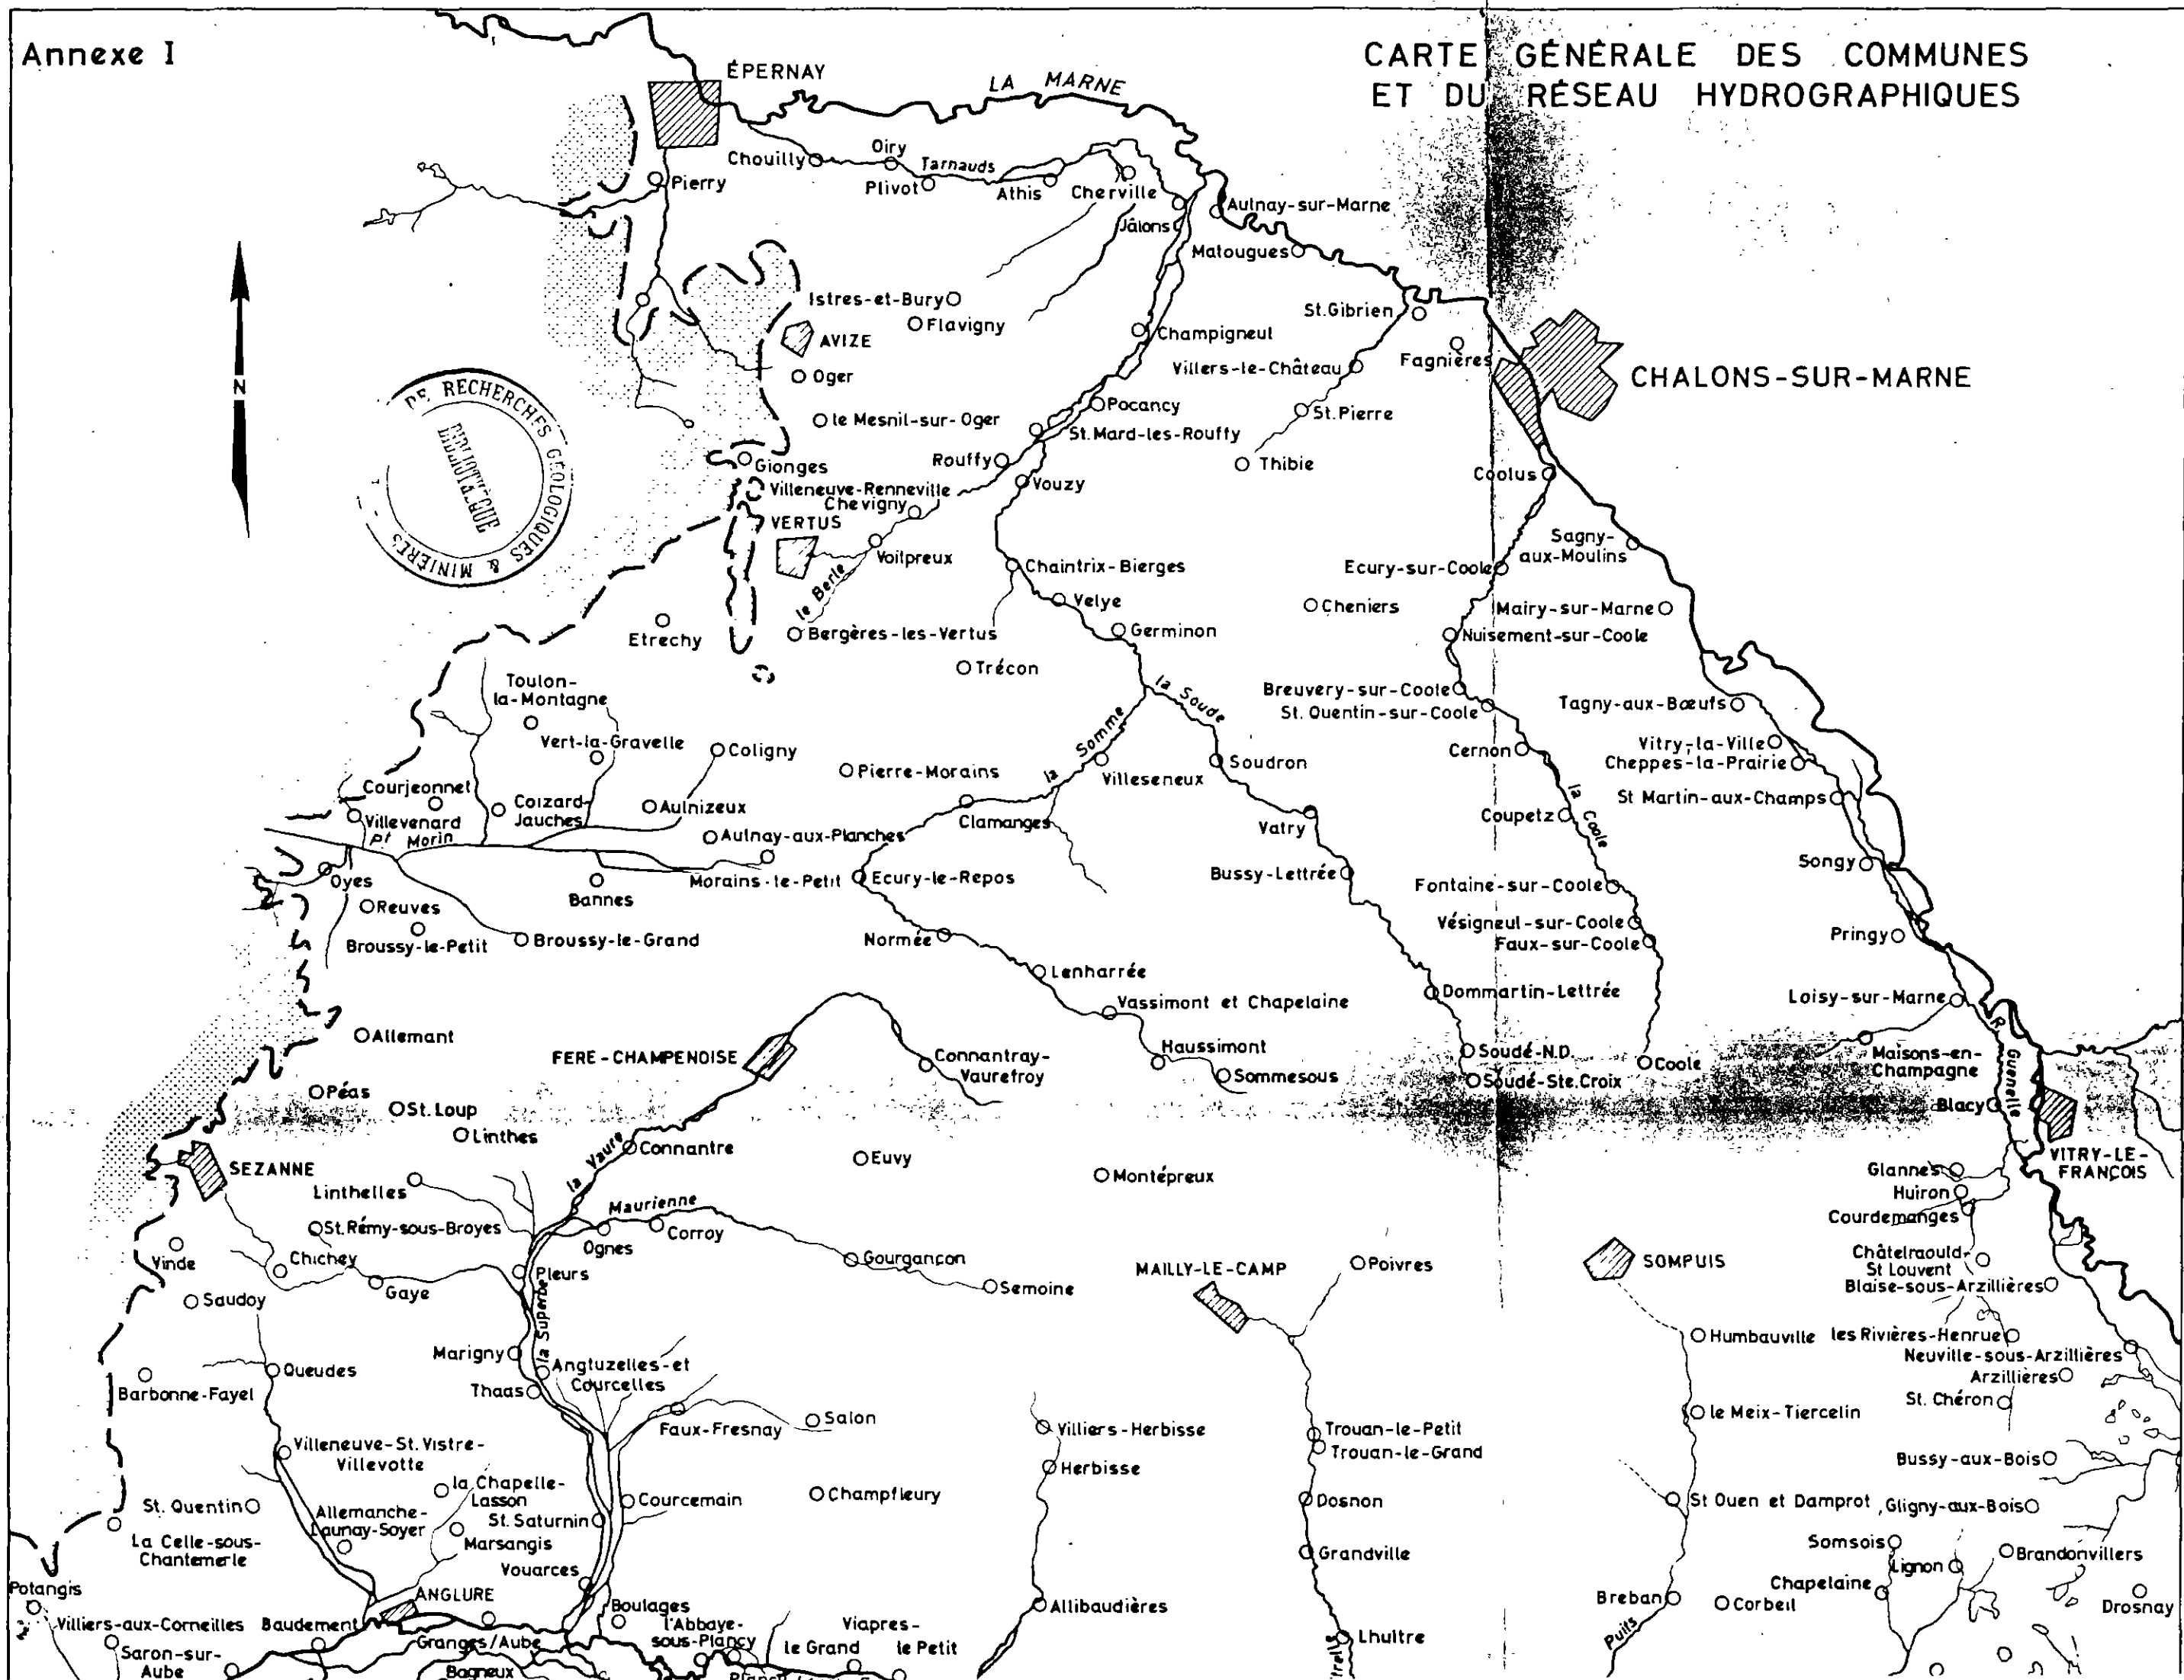 Annexe I
CARTE GÉNÉRALE DES COMMUNES
ET DU RÉSEAU HYDROGRAPHIQUES
ÉPERNAY
LA MARNE
Chouilly
Oiry
Tarnauds
Plivot
Athis
Cherville
Pierry
Jâlons
Aulnay-sur-Marne
Matougues
Istres-et-Bury
Flavigny
St.Gibrien
AVIZE
Champigneul
Fagnières
Villers-le-Château
Oger
CHALONS-SUR-MARNE
N
DE RECHERCHES GÉOLOGIQUES & MINIÈRES
Pocancy
St.Pierre
le Mesnil-sur-Oger
St.Mard-les-Rouffy
Gionges
Rouffy
Thibie
Coolus
Villeneuve-Renneville
Chevigny
Vouzy
VERTUS
Voilpreux
Sagny-
aux-Moulins
Chaintrix-Bierges
Ecury-sur-Coole
le Berle
Velye
Cheniers
Mairy-sur-Marne
Etrechy
Bergères-les-Vertus
Germinon
Nuisement-sur-Coole
Trécon
Toulon-
la-Montagne
la Soude
Breuvery-sur-Coole
St. Quentin-sur-Coole
Tagny-aux-Bœufs
Vert-la-Gravelle
Coligny
la Somme
Cernon
Vitry-la-Ville
Cheppes-la-Prairie
Pierre-Morains
Villeseneux
Soudron
Courjeonnet
Coizard-
Jauches
Aulnizeux
St Martin-aux-Champs
Villevenard
Pt Morin
Clamanges
Vatry
Coupetz
la Coole
Aulnay-aux-Planches
Songy
Oyes
Bannes
Morains-le-Petit
Ecury-le-Repos
Bussy-Lettrée
Fontaine-sur-Coole
Reuves
Broussy-le-Petit
Broussy-le-Grand
Normée
Vésigneul-sur-Coole
Faux-sur-Coole
Pringy
Lenharrée
Dommartin-Lettrée
Vassimont et Chapelaine
Loisy-sur-Marne
Allemant
FERE-CHAMPENOISE
Connantray-
Vaurefroy
Haussimont
Sommesous
Soudé-N.D.
Soudé-Ste.Croix
Coole
Maisons-en-
Champagne
R Guenelle
Péas
St.Loup
Linthes
Blacy
la Vaure
Connantre
Euvy
Montépreux
SEZANNE
VITRY-LE-
FRANÇOIS
Glannes
Linthelles
Huiron
Maurienne
Courdemanges
St.Rémy-sous-Broyes
Ognes
Corroy
Vinde
Chichey
Gourgançon
Châtelraould-
St Louvent
MAILLY-LE-CAMP
Poivres
SOMPUIS
Pleurs
Gaye
Semoine
Blaise-sous-Arzillières
Saudoy
la Superbe
Humbauville
les Rivières-Henrue
Marigny
Neuville-sous-Arzillières
Queudes
Angluzelles-et
Courcelles
Arzillières
Thaas
Barbonne-Fayel
St. Chéron
le Meix-Tiercelin
Faux-Fresnay
Salon
Villiers-Herbisse
Trouan-le-Petit
Trouan-le-Grand
Villeneuve-St.Vistre-
Villevotte
Herbisse
Bussy-aux-Bois
la Chapelle-
Lasson
Champfleury
Courcemain
Dosnon
St Ouen et Damprot
Gligny-aux-Bois
St. Quentin
Allemanche-
Launay-Soyer
St. Saturnin
La Celle-sous-
Chantemerle
Marsangis
Somsois
Grandville
Brandonvillers
Lignon
Vouarces
Chapelaine
Potangis
ANGLURE
Breban
Corbeil
Drosnay
Boulages
Allibaudières
Villiers-aux-Corneilles
Baudement
l'Abbaye-
sous-Plancy
Viapres-
le Grand
le Petit
Granges/Aube
Puits
Lhuitre
Saron-sur-
Aube
Bagneux